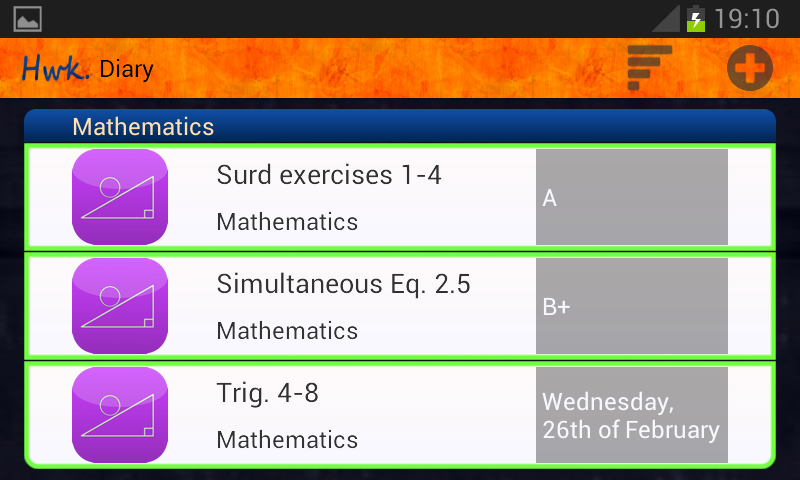 19:10
Hwk. Diary
Mathematics
Surd exercises 1-4
A
Mathematics
Simultaneous Eq. 2.5
B+
Mathematics
Trig. 4-8
Wednesday,
26th of February
Mathematics